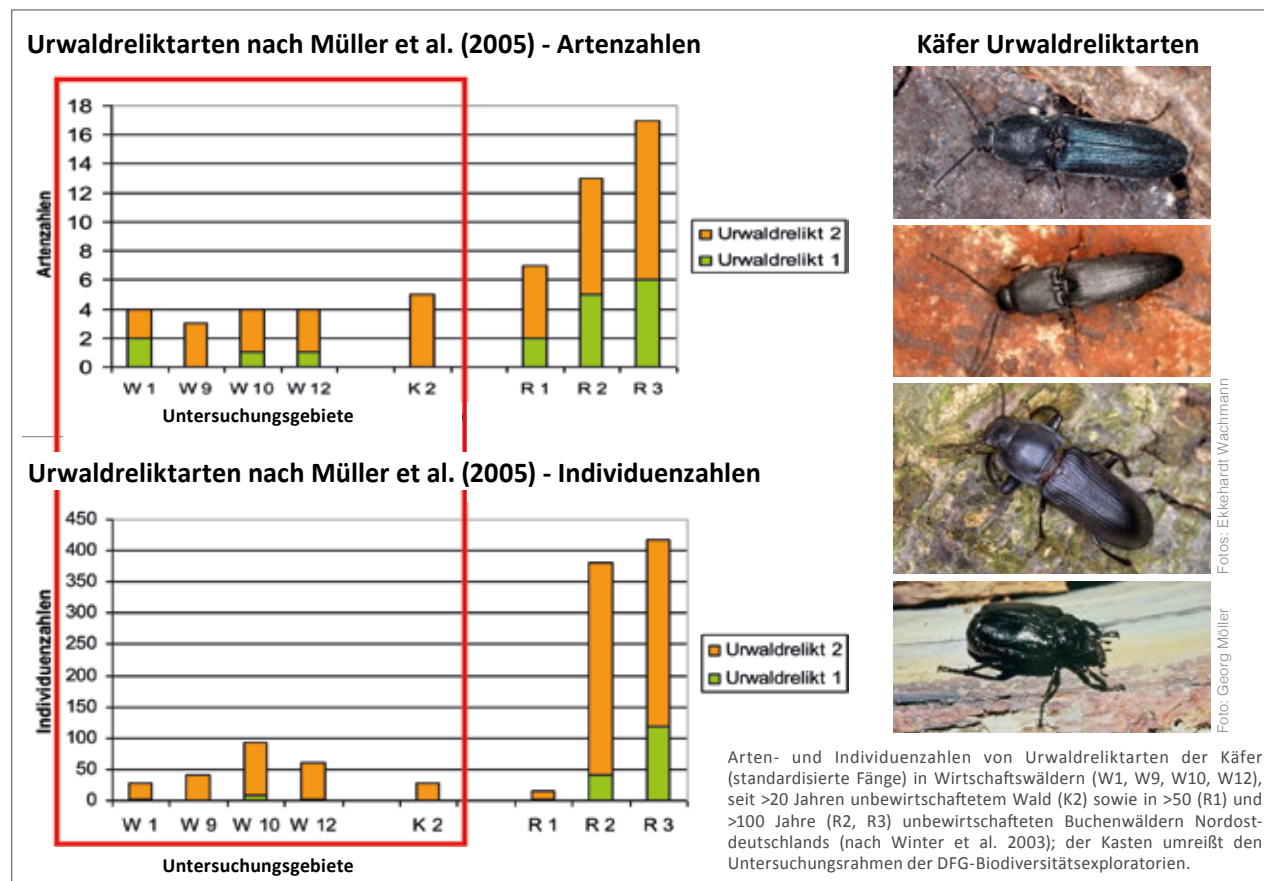 Urwaldreliktarten nach Müller et al. (2005) - Artenzahlen
18
16
14
12
10
8
6
4
2
0
Artenzahlen
W 1 W 9 W 10 W 12 K 2 R 1 R 2 R 3
Untersuchungsgebiete
Urwaldrelikt 2
Urwaldrelikt 1
Urwaldreliktarten nach Müller et al. (2005) - Individuenzahlen
450
400
350
300
250
200
150
100
50
0
Individuenzahlen
W 1 W 9 W 10 W 12 K 2 R 1 R 2 R 3
Untersuchungsgebiete
Urwaldrelikt 2
Urwaldrelikt 1
Käfer Urwaldreliktarten
Fotos: Ekkehardt Wachmann
Foto: Georg Möller
Arten- und Individuenzahlen von Urwaldreliktarten der Käfer
(standardisierte Fänge) in Wirtschaftswäldern (W1, W9, W10, W12),
seit >20 Jahren unbewirtschaftetem Wald (K2) sowie in >50 (R1) und
>100 Jahre (R2, R3) unbewirtschafteten Buchenwäldern Nordost-
deutschlands (nach Winter et al. 2003); der Kasten umreißt den
Untersuchungsrahmen der DFG-Biodiversitätsexploratorien.